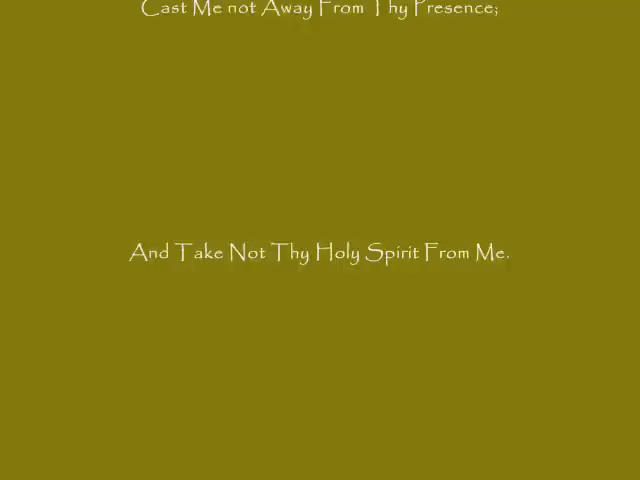 Cast Me not Away From Thy Presence;
And Take Not Thy Holy Spirit From Me.